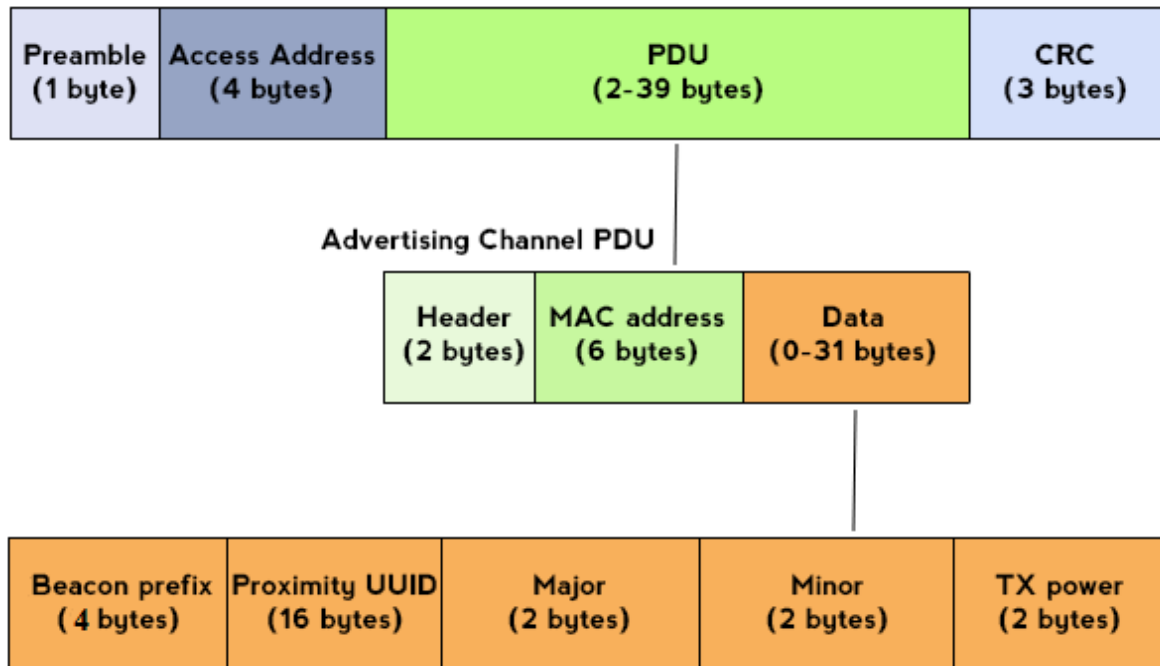 Preamble
(1 byte)
Access Address
(4 bytes)
PDU
(2-39 bytes)
CRC
(3 bytes)
Advertising Channel PDU
Header
(2 bytes)
MAC address
(6 bytes)
Data
(0-31 bytes)
Beacon prefix
(4 bytes)
Proximity UUID
(16 bytes)
Major
(2 bytes)
Minor
(2 bytes)
TX power
(2 bytes)